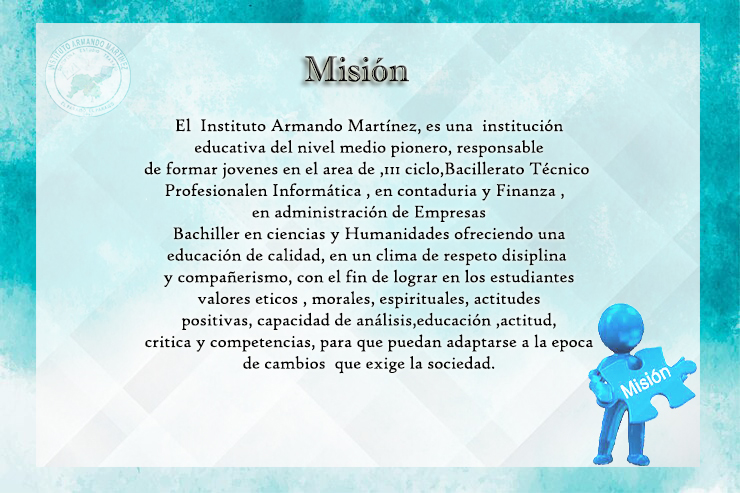 INSTITUTO ARMANDO MARTINEZ
Misión
El Instituto Armando Martínez, es una institución
educativa del nivel medio pionero, responsable
de formar jovenes en el area de ,III ciclo,Bacillerato Técnico
Profesionalen Informática , en contaduria y Finanza ,
en administración de Empresas
Bachiller en ciencias y Humanidades ofreciendo una
educación de calidad, en un clima de respeto disiplina
y compañerismo, con el fin de lograr en los estudiantes
valores eticos , morales, espirituales, actitudes
positivas, capacidad de análisis,educación ,actitud,
critica y competencias, para que puedan adaptarse a la epoca
de cambios que exige la sociedad.
Misión